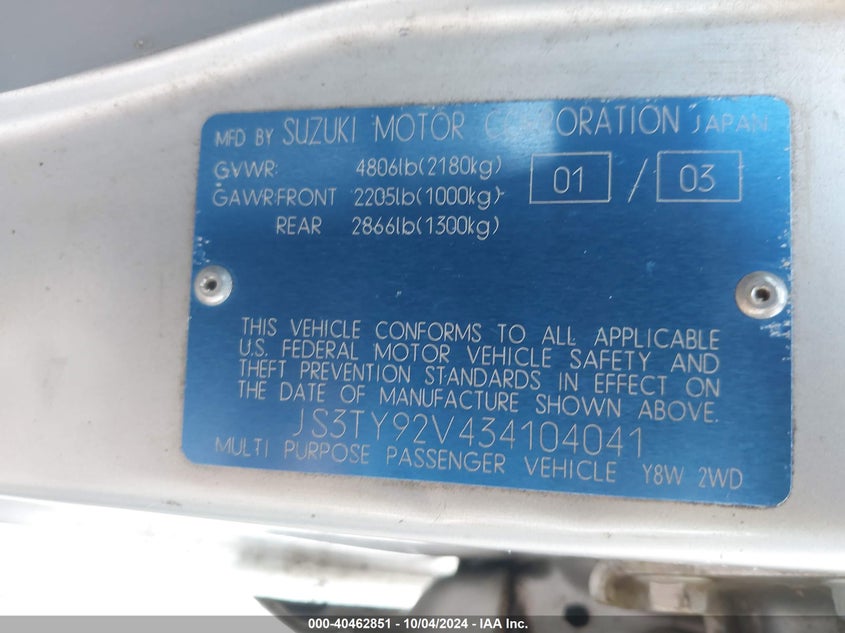 MFD BY SUZUKI MOTOR CORPORATION JAPAN
GVWR: 4806lb(2180kg) 01 / 03
GAWR:FRONT 2205lb(1000kg)
REAR 2866lb(1300kg)
THIS VEHICLE CONFORMS TO ALL APPLICABLE
U.S. FEDERAL MOTOR VEHICLE SAFETY AND
THEFT PREVENTION STANDARDS IN EFFECT ON
THE DATE OF MANUFACTURE SHOWN ABOVE.
JS3TY92V434104041
MULTI PURPOSE PASSENGER VEHICLE Y8W 2WD
000-40462851 - 10/04/2024 - IAA Inc.